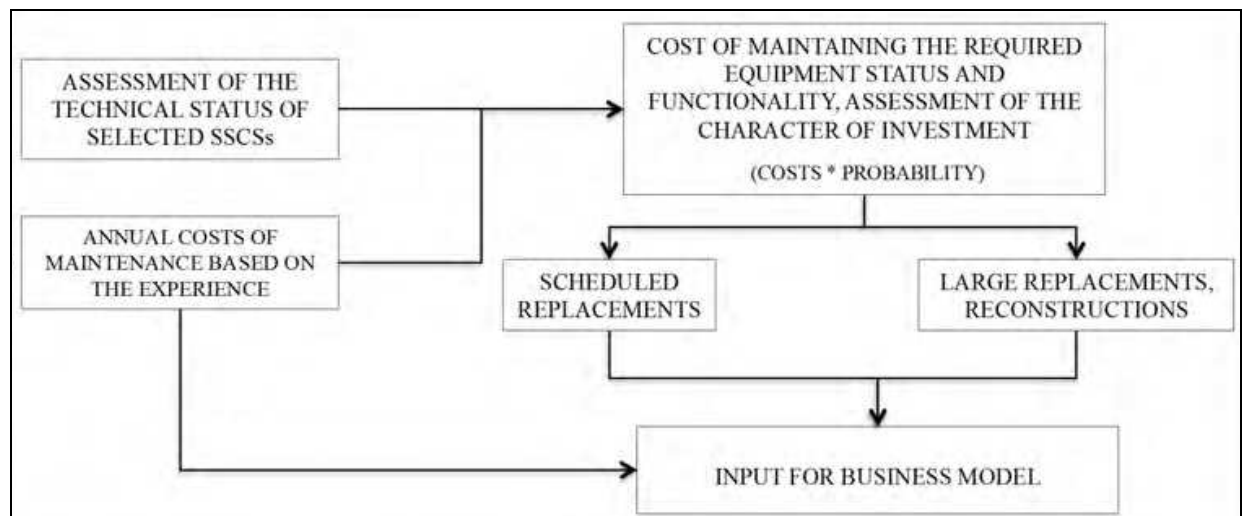 ASSESSMENT OF THE
TECHNICAL STATUS OF
SELECTED SSCSs
COST OF MAINTAINING THE REQUIRED
EQUIPMENT STATUS AND
FUNCTIONALITY, ASSESSMENT OF THE
CHARACTER OF INVESTMENT
(COSTS * PROBABILITY)
ANNUAL COSTS OF
MAINTENANCE BASED ON
THE EXPERIENCE
SCHEDULED
REPLACEMENTS
LARGE REPLACEMENTS,
RECONSTRUCTIONS
INPUT FOR BUSINESS MODEL